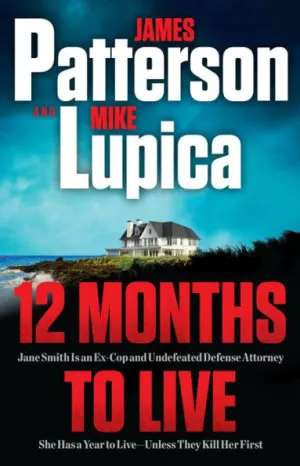 JAMES
Patterson
AND MIKE
Lupica
12 MONTHS
Jane Smith Is an Ex-Cop and Undefeated Defense Attorney
TO LIVE
She Has a Year to Live—Unless They Kill Her First